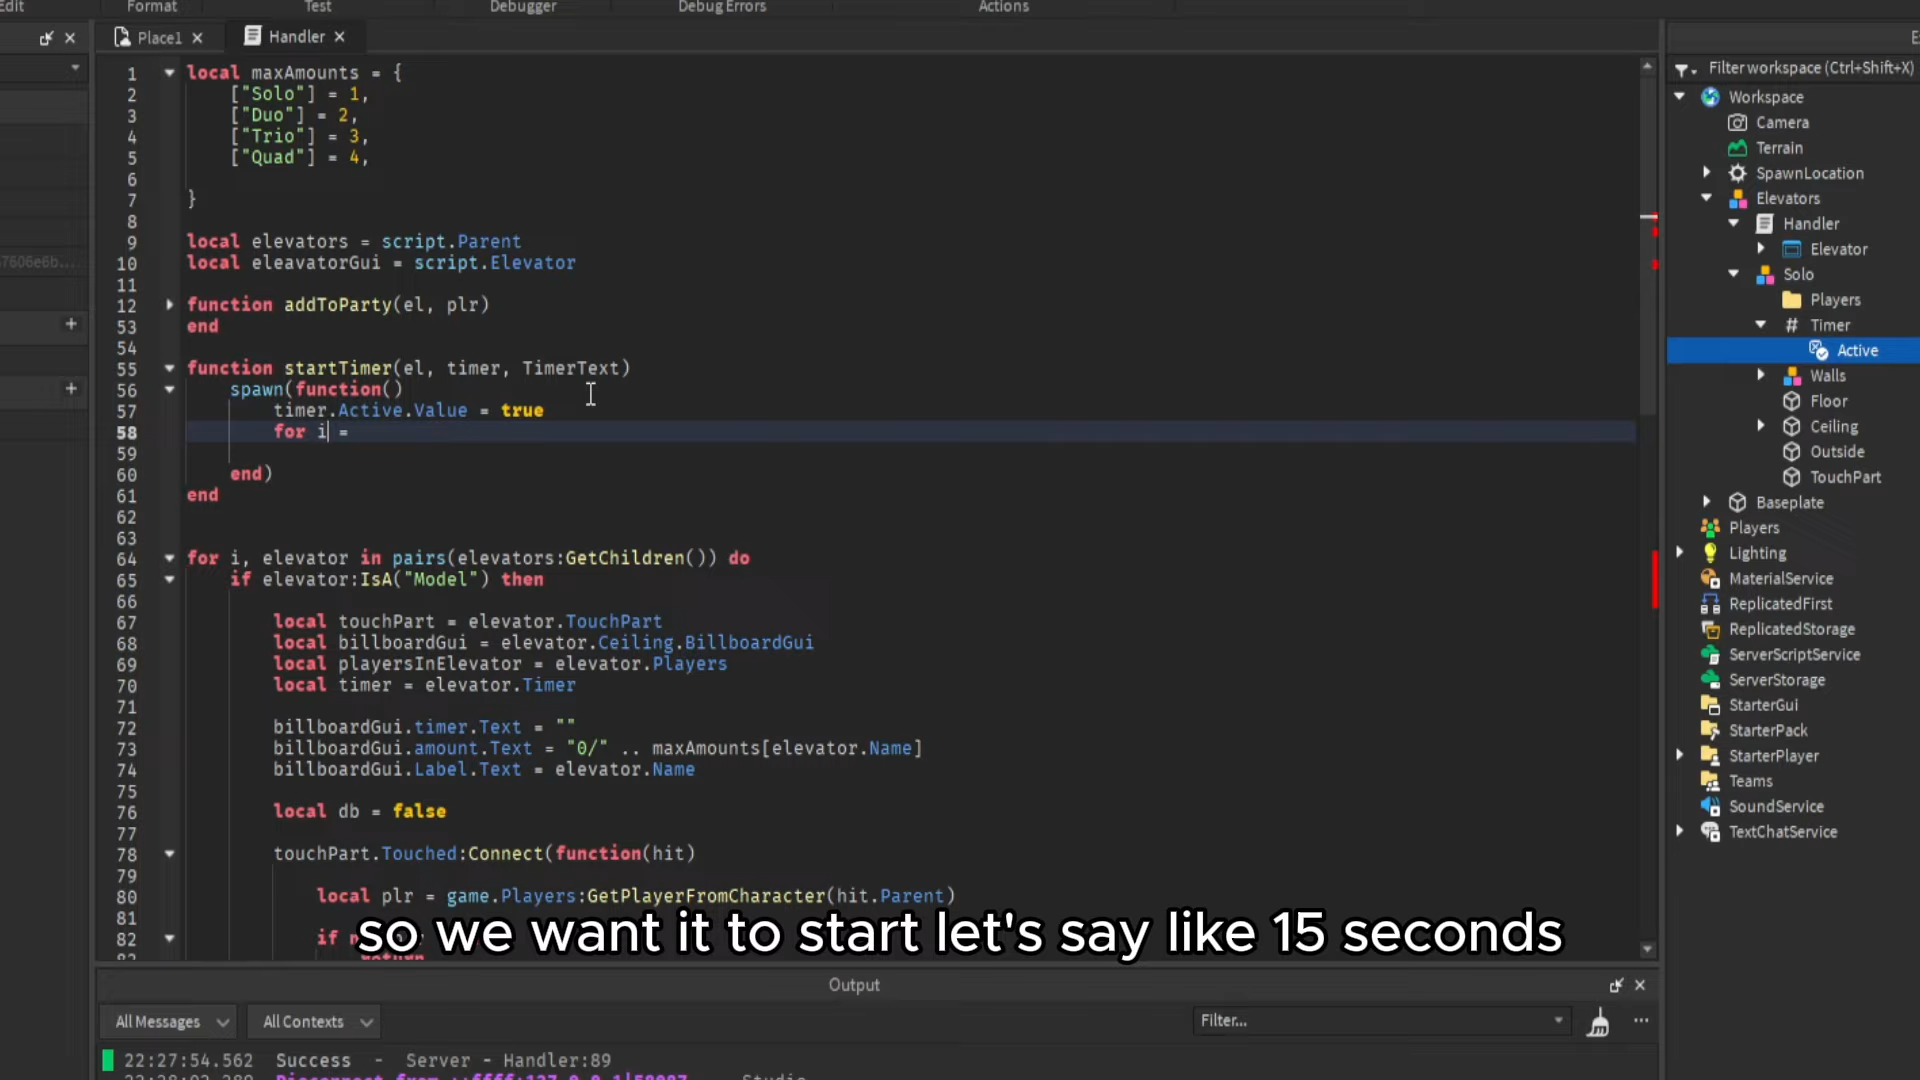 Edit Format Test Debugger Debug Errors Actions
Place1 Handler
1 local maxAmounts = {
2 ["Solo"] = 1,
3 ["Duo"] = 2,
4 ["Trio"] = 3,
5 ["Quad"] = 4,
6
7 }
8
9 local elevators = script.Parent
10 local eleavatorGui = script.Elevator
11
12 function addToParty(el, plr)
53 end
54
55 function startTimer(el, timer, TimerText)
56 spawn(function()
57 timer.Active.Value = true
58 for i =
59
60 end)
61 end
62
63
64 for i, elevator in pairs(elevators:GetChildren()) do
65 if elevator:IsA("Model") then
66
67 local touchPart = elevator.TouchPart
68 local billboardGui = elevator.Ceiling.BillboardGui
69 local playersInElevator = elevator.Players
70 local timer = elevator.Timer
71
72 billboardGui.timer.Text = ""
73 billboardGui.amount.Text = "0/" .. maxAmounts[elevator.Name]
74 billboardGui.Label.Text = elevator.Name
75
76 local db = false
77
78 touchPart.Touched:Connect(function(hit)
79
80 local plr = game.Players:GetPlayerFromCharacter(hit.Parent)
81
82 if
so we want it to start let's say like 15 seconds
Output
All Messages All Contexts Filter...
22:27:54.562 Success - Server - Handler:89
Studio
7606e6b...
Filter workspace (Ctrl+Shift+X)
Workspace
Camera
Terrain
SpawnLocation
Elevators
Handler
Elevator
Solo
Players
# Timer
Active
Walls
Floor
Ceiling
Outside
TouchPart
Baseplate
Players
Lighting
MaterialService
ReplicatedFirst
ReplicatedStorage
ServerScriptService
ServerStorage
StarterGui
StarterPack
StarterPlayer
Teams
SoundService
TextChatService